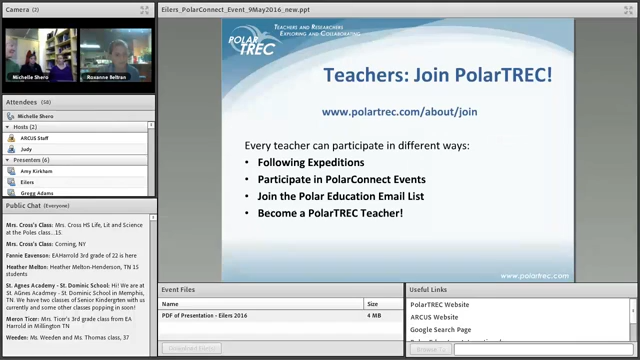 Camera (2)
Michelle Shero
Roxanne Beltran
Attendees (50)
Michelle Shero
Hosts (2)
ARCUS Staff
Judy
Presenters (6)
Amy Kirkham
Eilers
Gregg Adams
Public Chat (Everyone)
Mrs. Cross's Class: Mrs. Cross HS Life, Lit and Science
at the Poles class...15
Mrs. Cross's Class: Corning, NY
Fannie Eavenson: EAHarrold 3rd grade of 22 is here
Heather Melton: Heather Melton-Henderson, TN 15
students
St. Agnes Academy - St. Dominic School: Hi! We are at
St. Agnes Academy - St. Dominic School in Memphis,
TN. We have two classes of Senior Kindergarten with us
currently and some other classes popping in soon!
Meron Ticer: Mrs. Ticer's 3rd grade class from EA
Harrold in Millington TN
Weeden: Ms. Weeden and Ms. Thomas class, 37
Eilers_PolarConnect_Event_9May2016_new.ppt
POLAR
TREC
TEACHERS AND RESEARCHERS
EXPLORING AND COLLABORATING
Teachers: Join PolarTREC!
www.polartrec.com/about/join
Every teacher can participate in different ways:
• Following Expeditions
• Participate in PolarConnect Events
• Join the Polar Education Email List
• Become a PolarTREC Teacher!
www.polartrec.com
Event Files
Name Size
PDF of Presentation - Eilers 2016 4 MB
Useful Links
PolarTREC Website
ARCUS Website
Google Search Page
Browse To